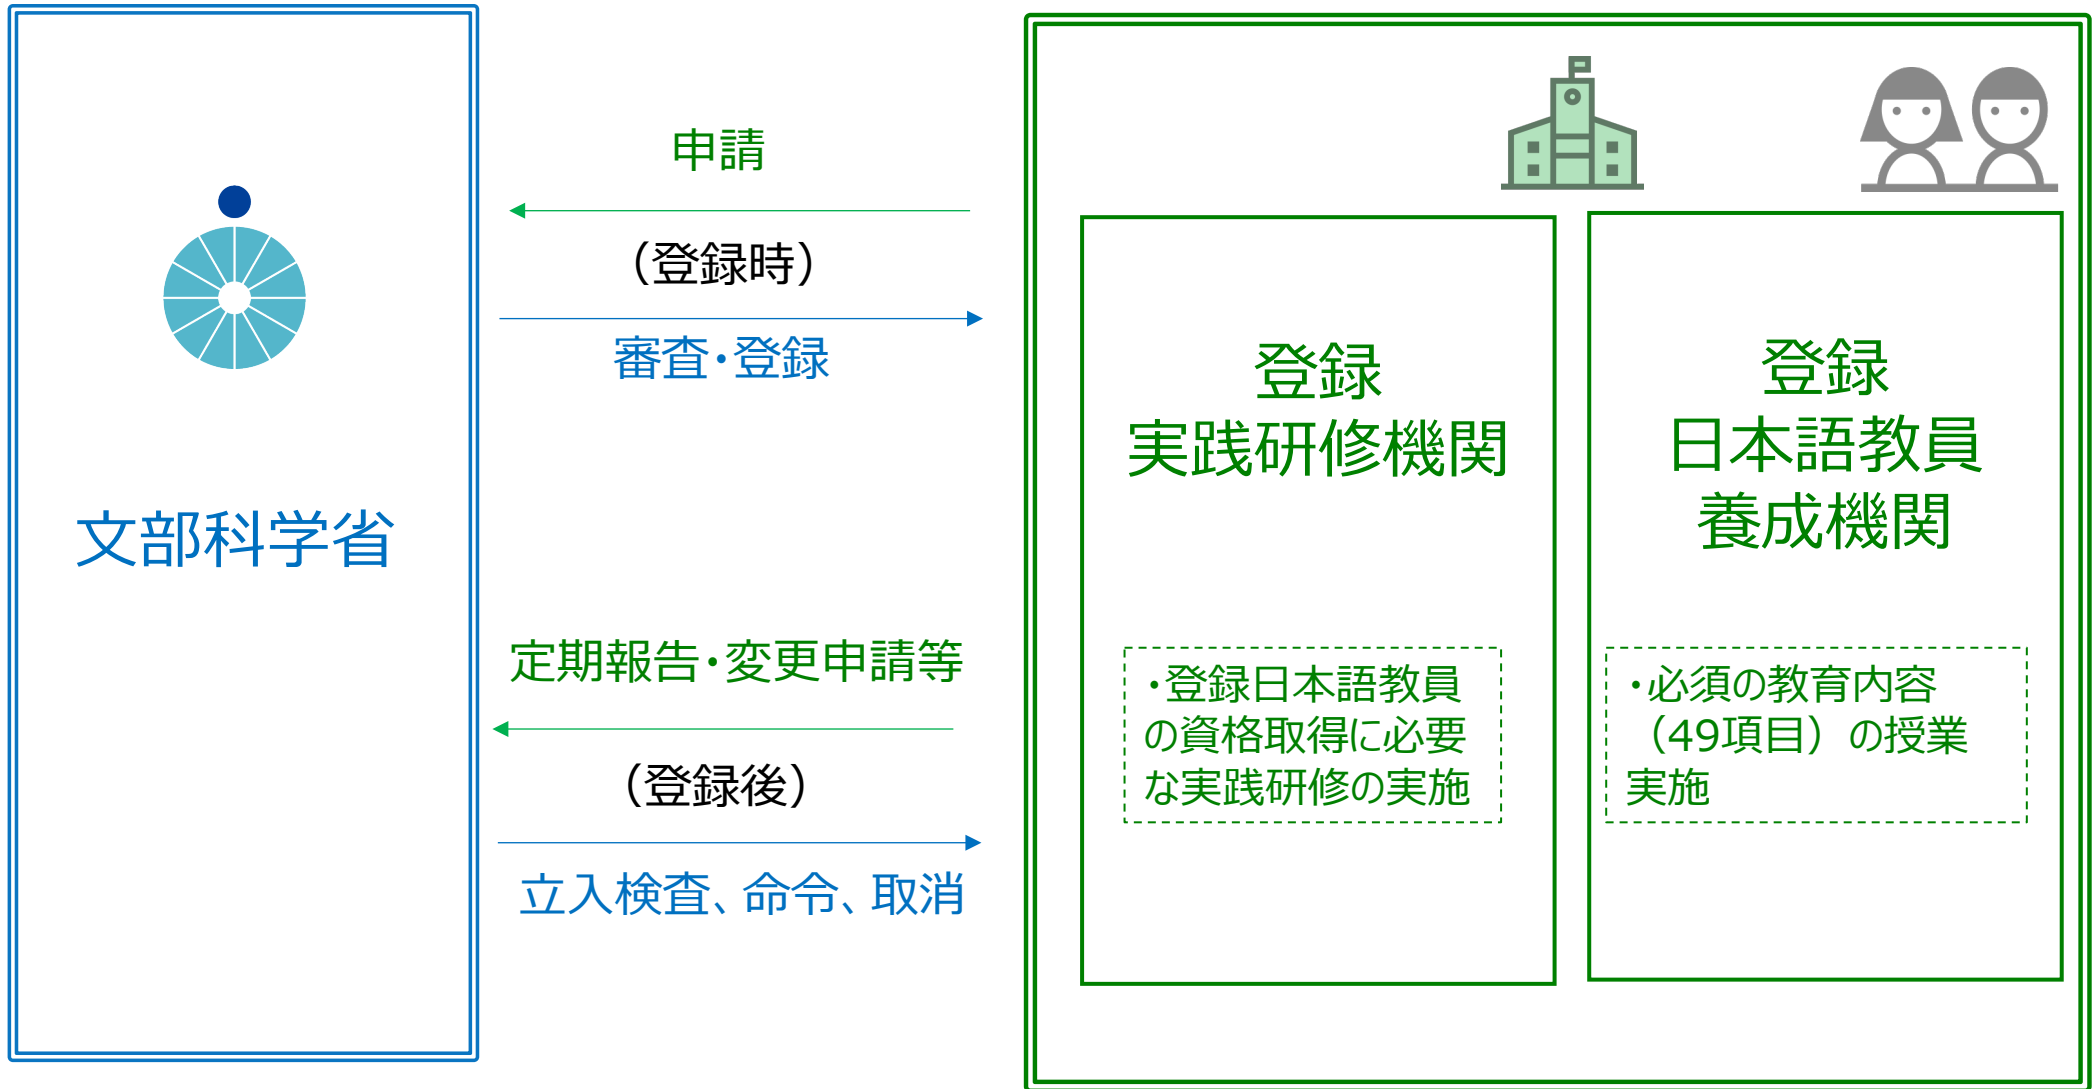 文部科学省
申請
（登録時）
審査・登録
定期報告・変更申請等
（登録後）
立入検査、命令、取消
登録
実践研修機関
・登録日本語教員
の資格取得に必要
な実践研修の実施
登録
日本語教員
養成機関
・必須の教育内容
（49項目）の授業
実施